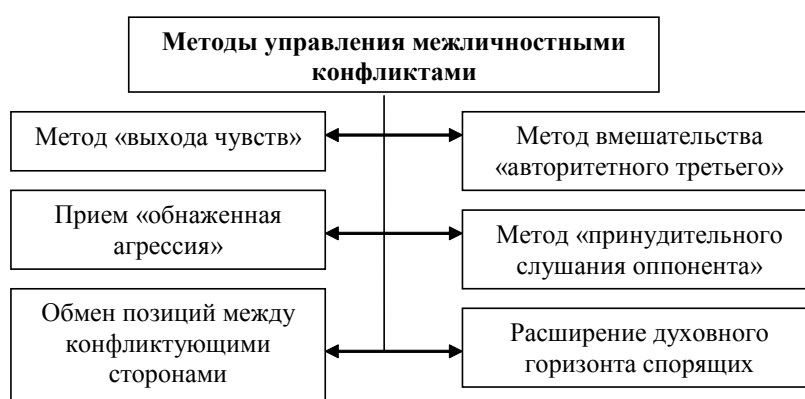 Методы управления межличностными
конфликтами
Метод «выхода чувств»
Метод вмешательства
«авторитетного третьего»
Прием «обнаженная
агрессия»
Метод «принудительного
слушания оппонента»
Обмен позиций между
конфликтующими
сторонами
Расширение духовного
горизонта спорящих